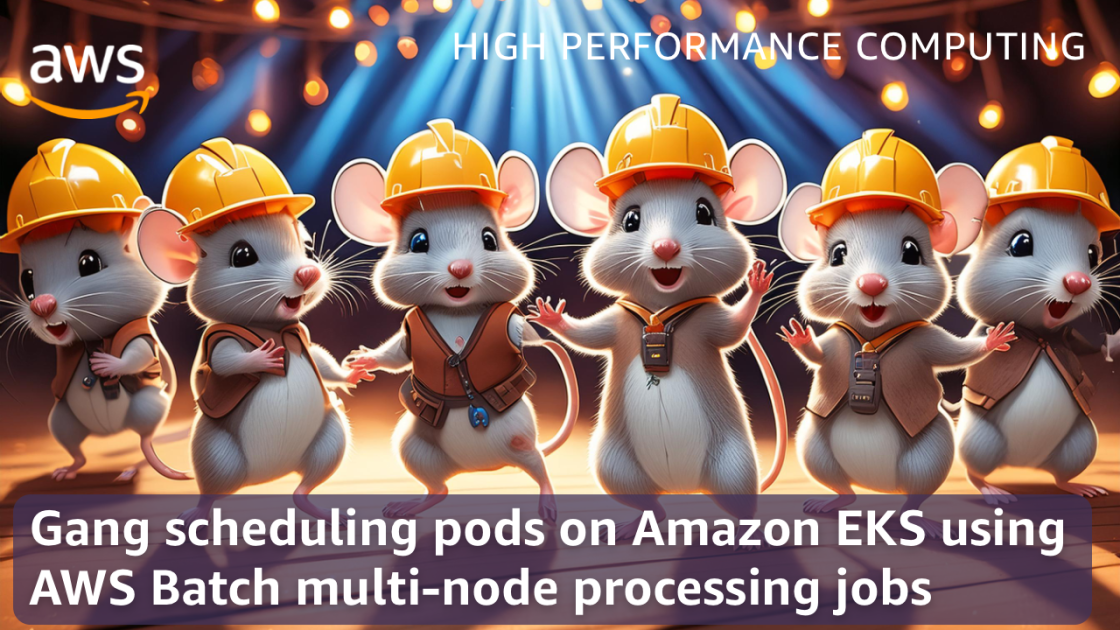 aws
HIGH PERFORMANCE COMPUTING
Gang scheduling pods on Amazon EKS using
AWS Batch multi-node processing jobs